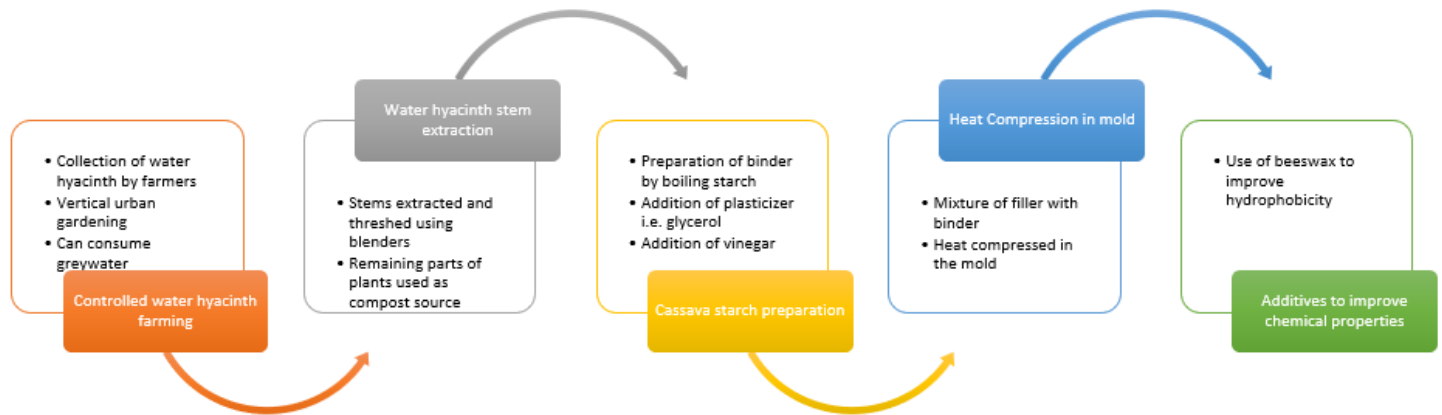 • Collection of water
hyacinth by farmers
• Vertical urban
gardening
• Can consume
greywater
Controlled water hyacinth
farming
Water hyacinth stem
extraction
• Stems extracted and
threshed using
blenders
• Remaining parts of
plants used as
compost source
• Preparation of binder
by boiling starch
• Addition of plasticizer
i.e. glycerol
• Addition of vinegar
Cassava starch preparation
Heat Compression in mold
• Mixture of filler with
binder
• Heat compressed in
the mold
• Use of beeswax to
improve
hydrophobicity
Additives to improve
chemical properties